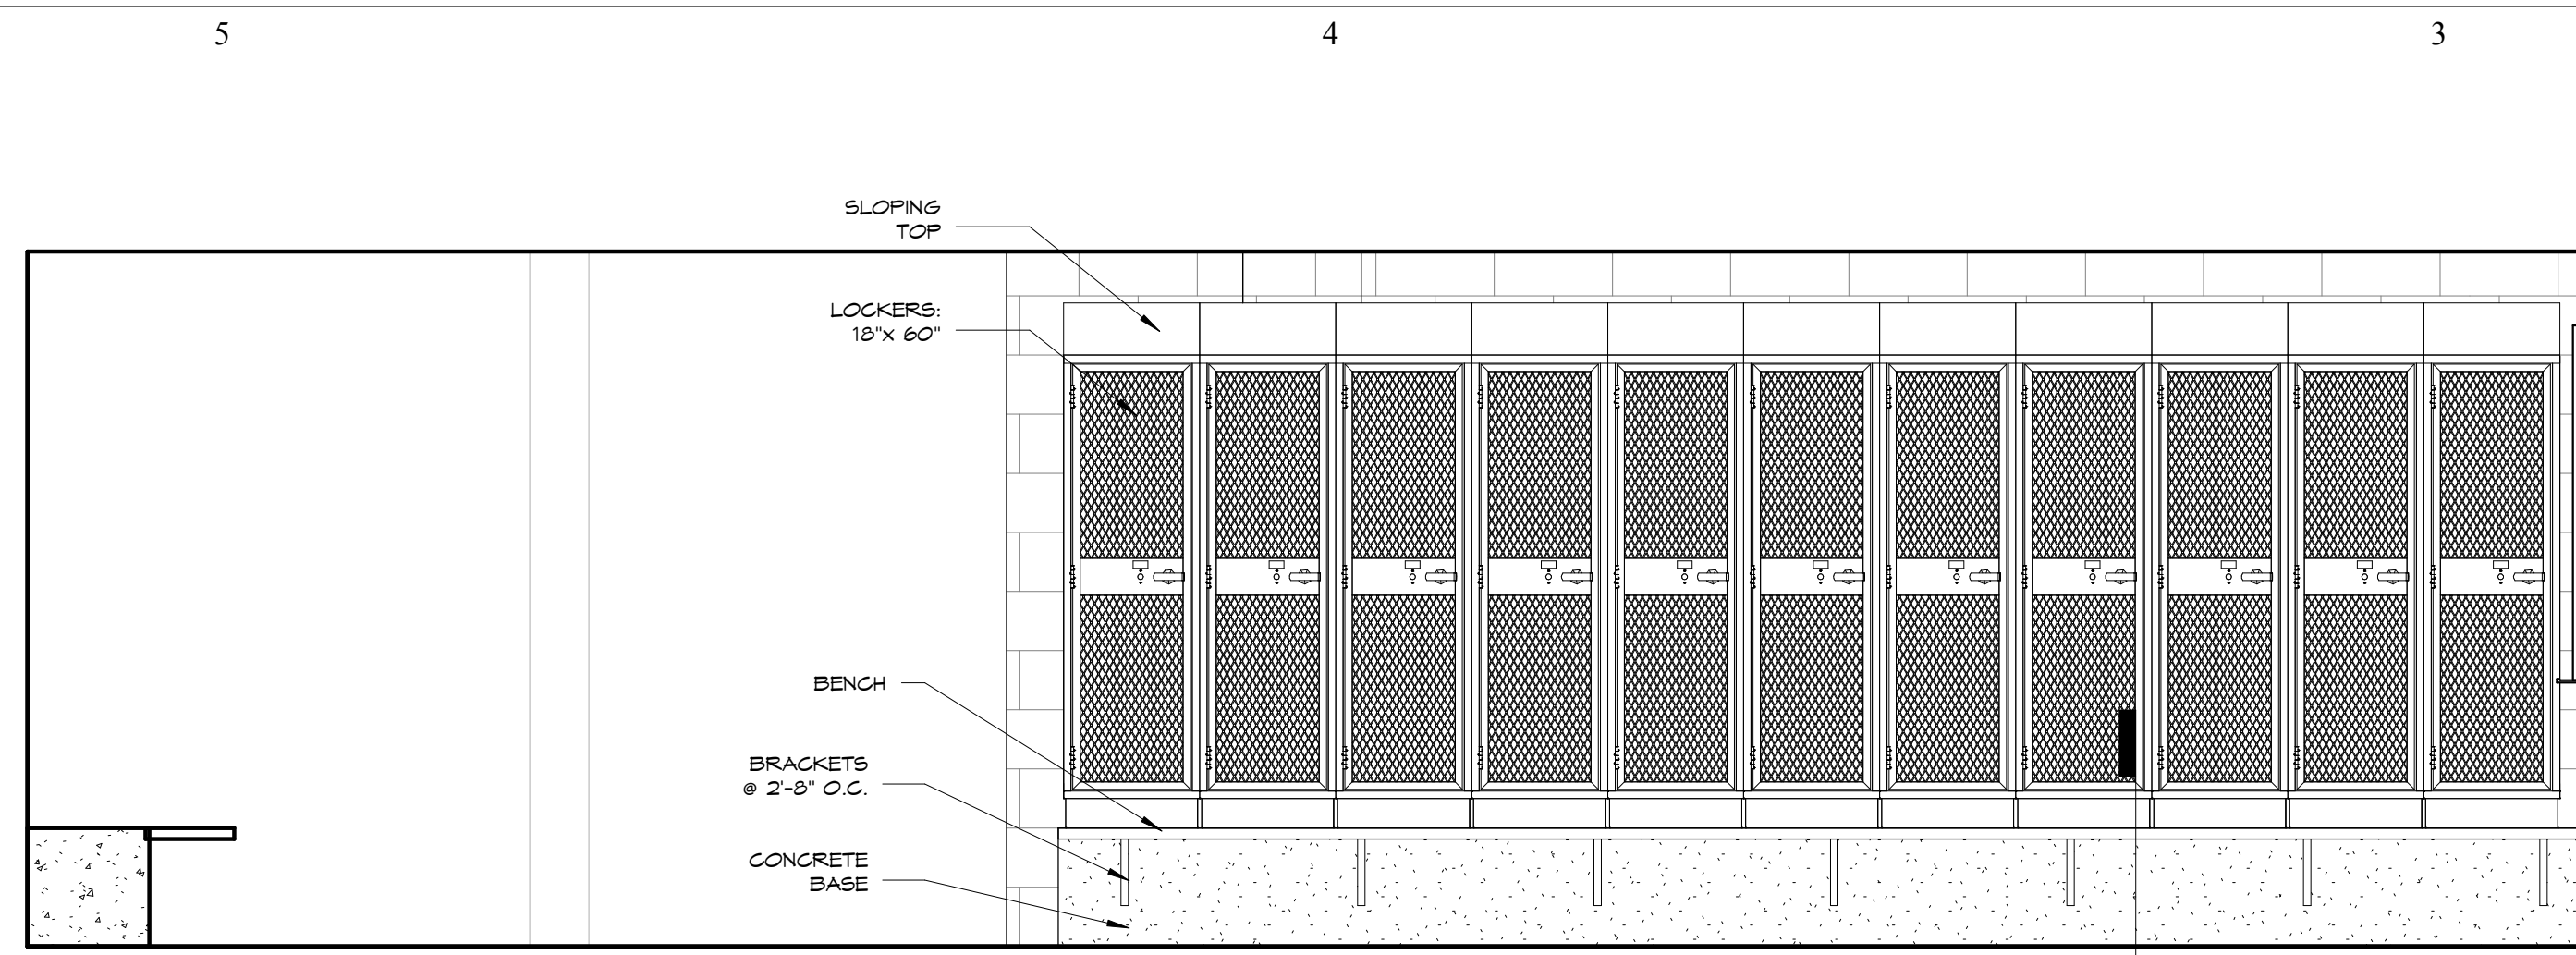 5
4
3
SLOPING
TOP
LOCKERS:
18"x 60"
BENCH
BRACKETS
@ 2'-8" O.C.
CONCRETE
BASE